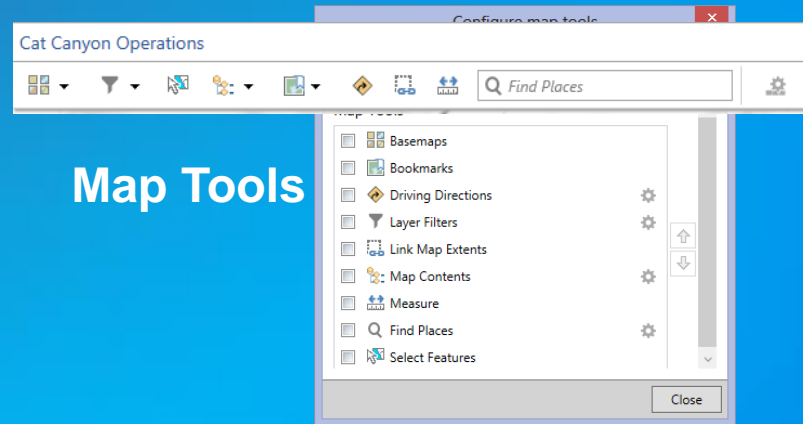 Configure map tools
Cat Canyon Operations
Find Places
Map Tools
Map Tools
Basemaps
Bookmarks
Driving Directions
Layer Filters
Link Map Extents
Map Contents
Measure
Find Places
Select Features
Close